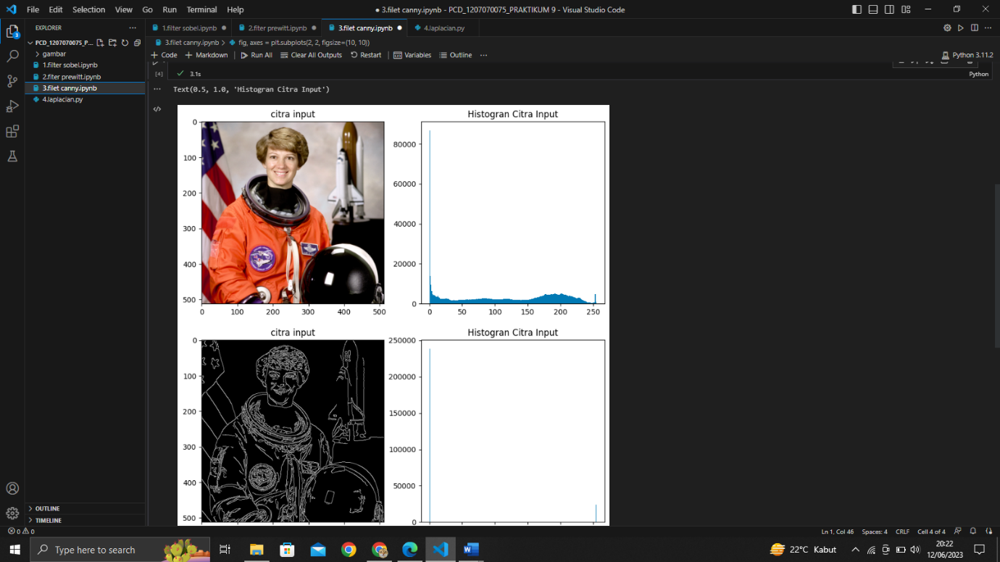 File Edit Selection View Go Run Terminal Help
● 3.filet canny.ipynb - PCD_1207070075_PRAKTIKUM 9 - Visual Studio Code
EXPLORER
1.filter sobel.ipynb
2.fiter prewitt.ipynb
3.filet canny.ipynb
4.laplacian.py
3
PCD_1207070075_P...
3.filet canny.ipynb > fig, axes = plt.subplots(2, 2, figsize=(10, 10))
gambar
+ Code + Markdown Run All Clear All Outputs Restart Variables Outline ...
Python 3.11.2
1.filter sobel.ipynb
2.fiter prewitt.ipynb
3.filet canny.ipynb
4.laplacian.py
[4]
3.1s
Python
Text(0.5, 1.0, 'Histogran Citra Input')
citra input
0
100
200
300
400
500
0 100 200 300 400 500
Histogran Citra Input
80000
60000
40000
20000
0
0 50 100 150 200 250
citra input
0
100
200
300
400
500
Histogran Citra Input
250000
200000
150000
100000
50000
0
OUTLINE
TIMELINE
0 0
Ln 1, Col 46 Spaces: 4 CRLF Cell 4 of 4
Type here to search
22°C Kabut
20:22
12/06/2023